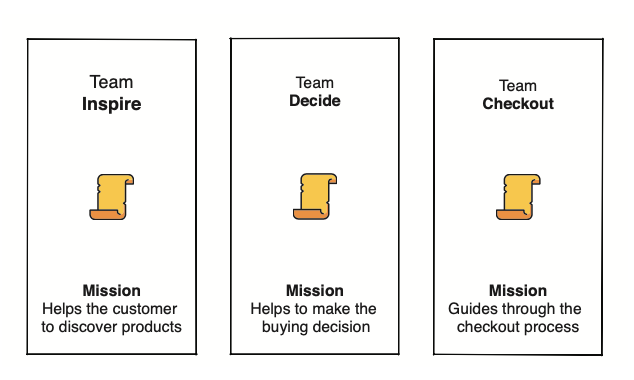 Team
Inspire
Mission
Helps the customer
to discover products
Team
Decide
Mission
Helps to make the
buying decision
Team
Checkout
Mission
Guides through the
checkout process